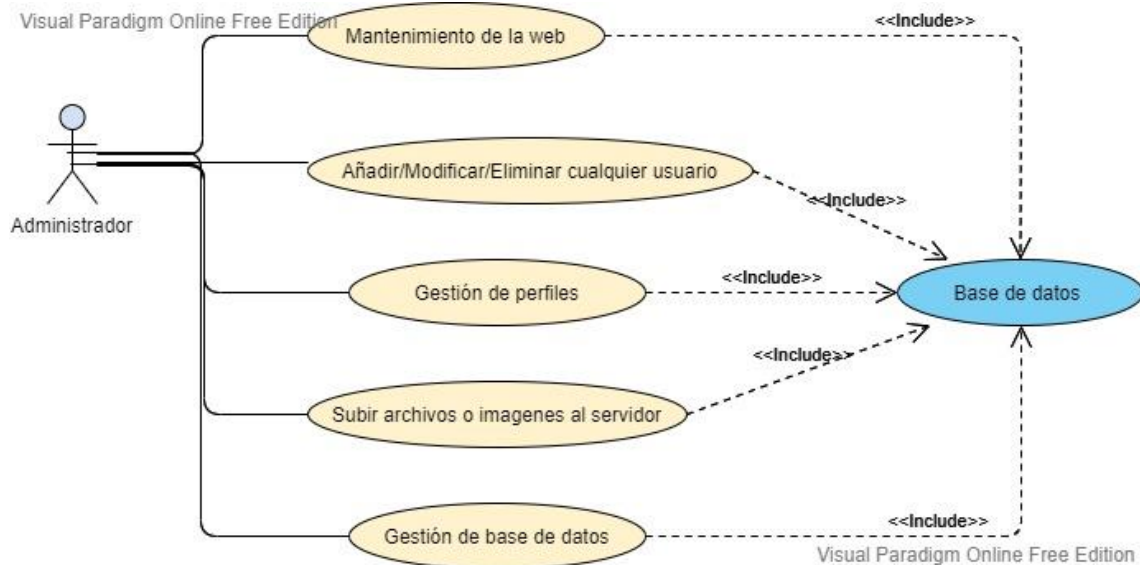 Visual Paradigm Online Free Edition
Mantenimiento de la web
<<Include>>
Añadir/Modificar/Eliminar cualquier usuario
<<Include>>
Administrador
Gestión de perfiles
<<Include>>
Base de datos
<<Include>>
Subir archivos o imagenes al servidor
Gestión de base de datos
<<Include>>
Visual Paradigm Online Free Edition